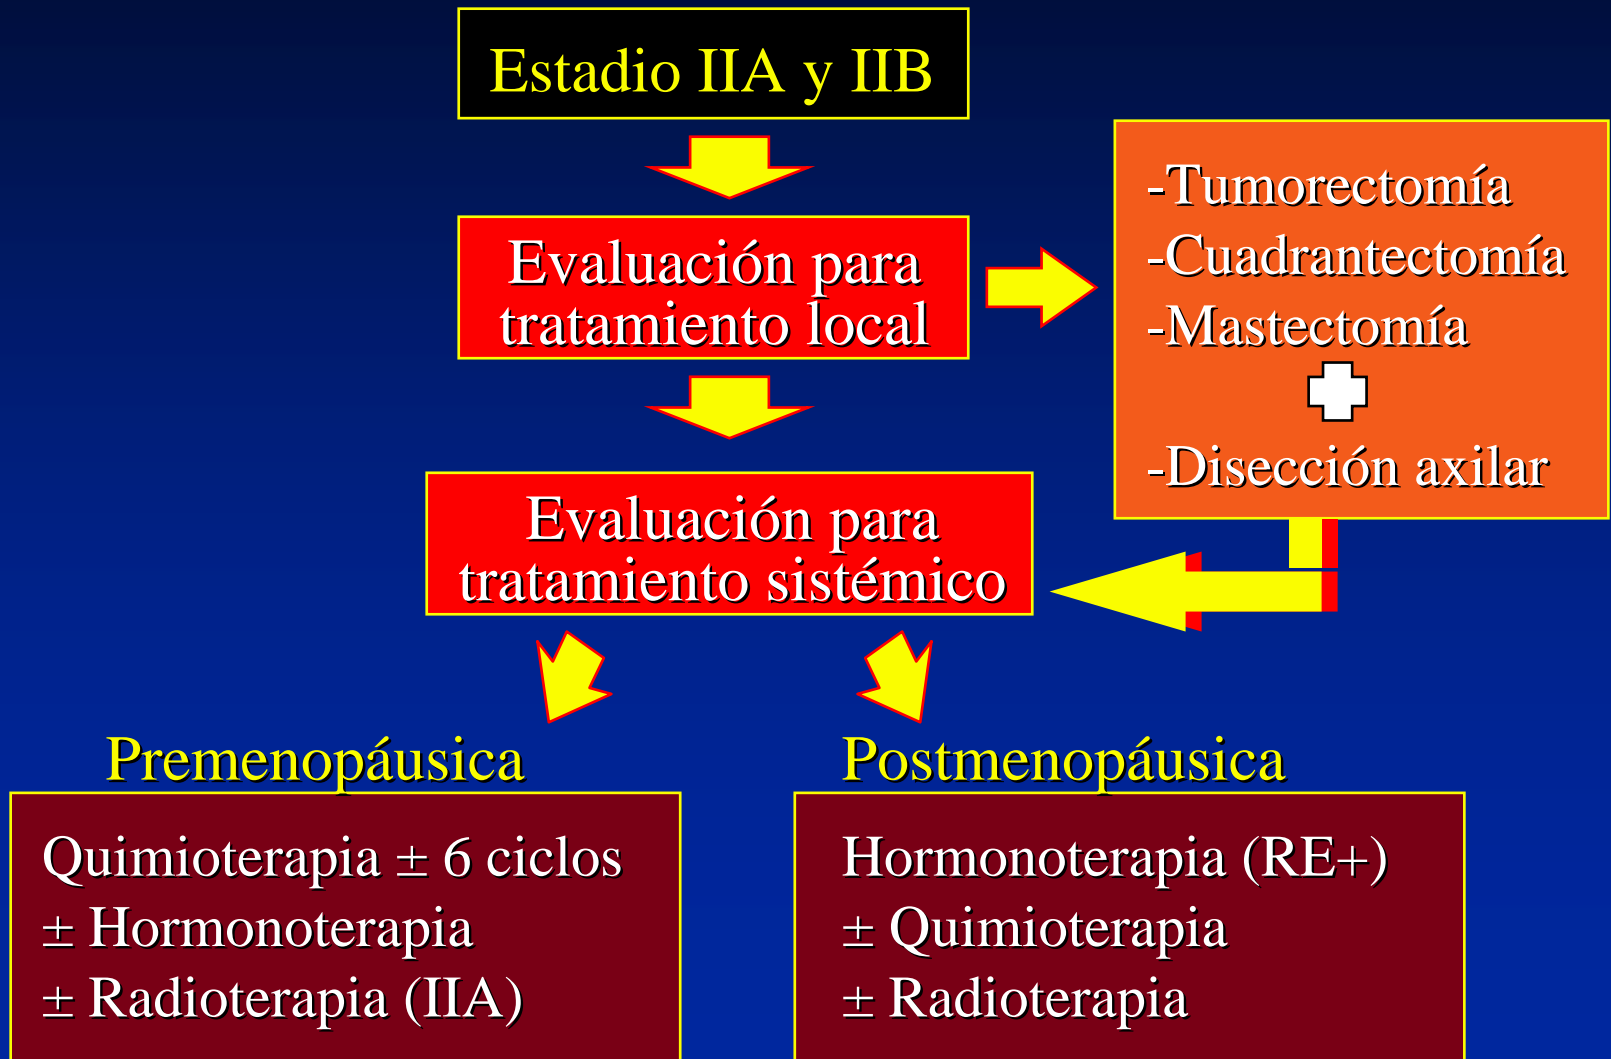 Estadio IIA y IIB
Evaluación para
tratamiento local
-Tumorectomía
-Cuadrantectomía
-Mastectomía
-Disección axilar
Evaluación para
tratamiento sistémico
Premenopáusica
Quimioterapia ± 6 ciclos
± Hormonoterapia
± Radioterapia (IIA)
Postmenopáusica
Hormonoterapia (RE+)
± Quimioterapia
± Radioterapia